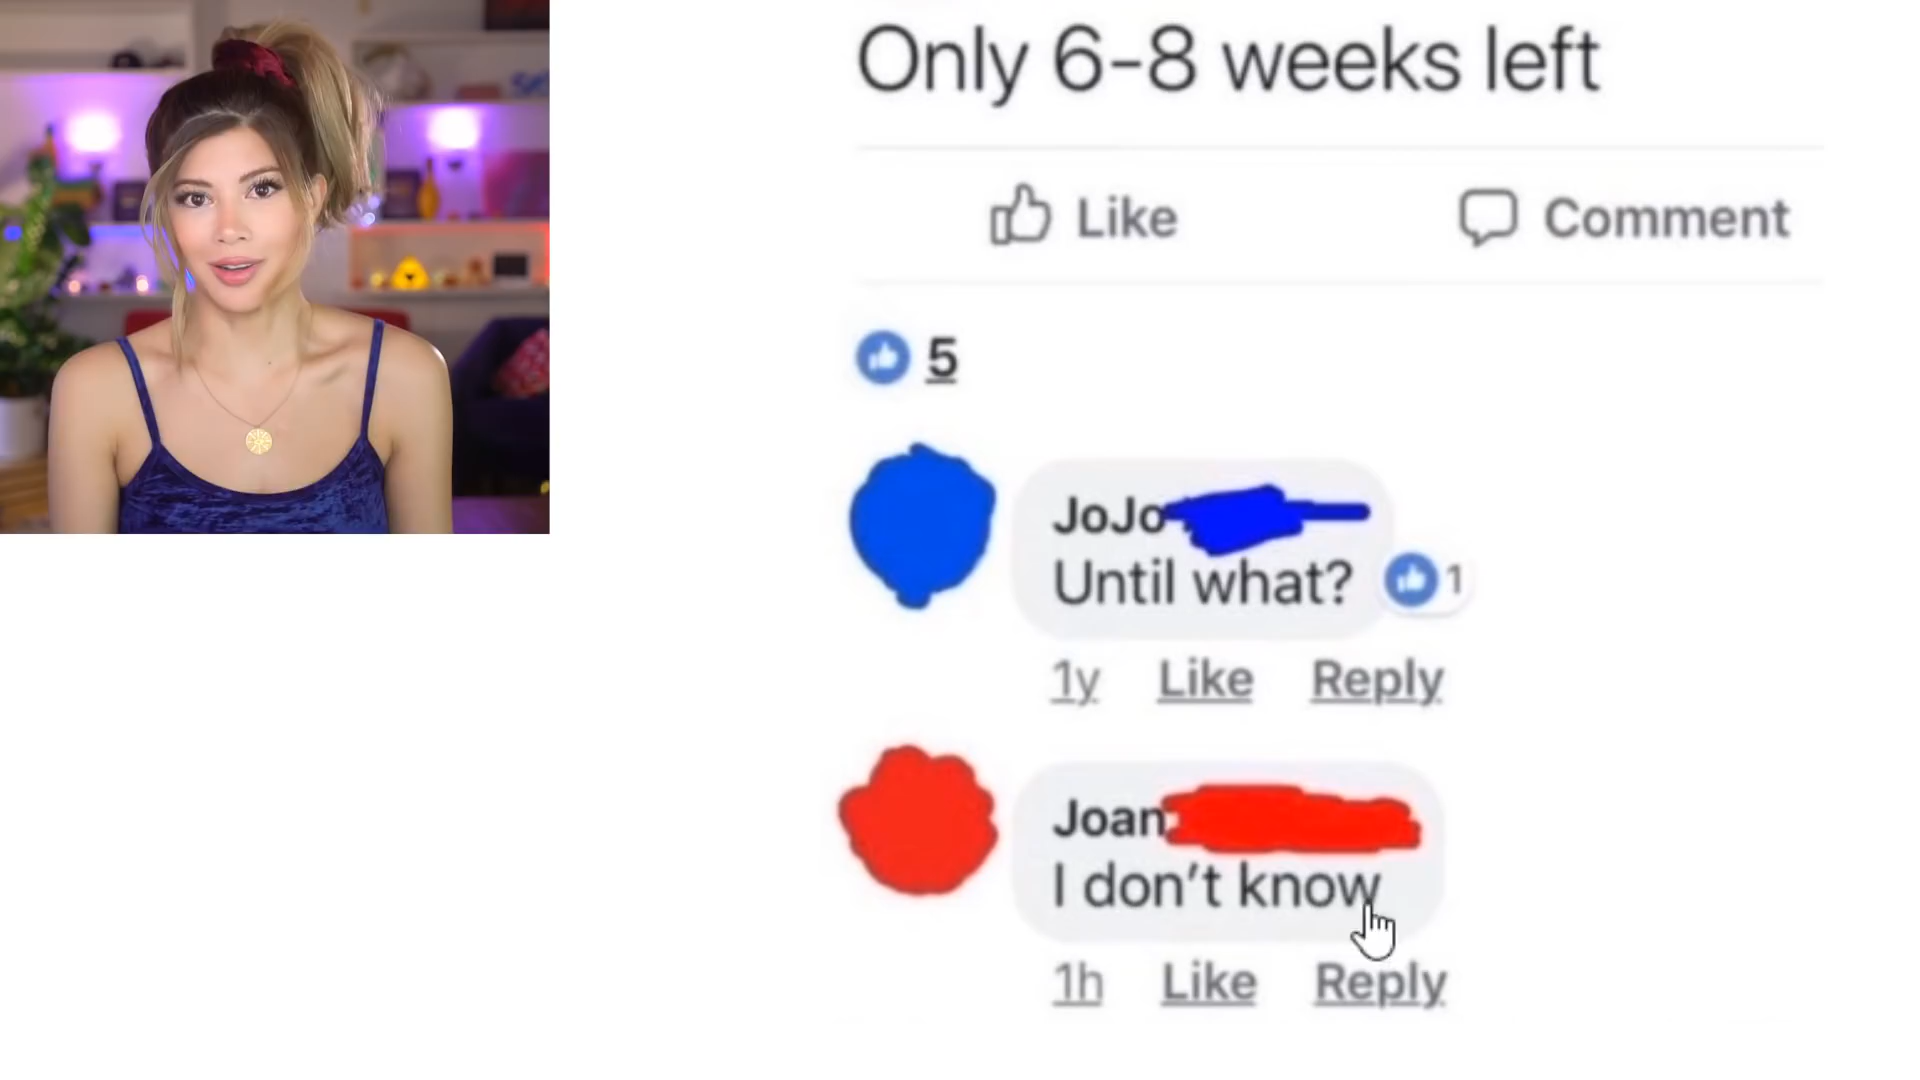 Only 6-8 weeks left
Like
Comment
5
JoJo
Until what?
1
1y Like Reply
Joan
I don't know
1h Like Reply